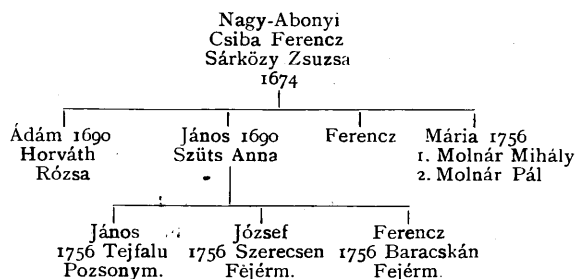 Nagy-Abonyi
Csiba Ferencz
Sárközy Zsuzsa
1674
Ádám 1690 János 1690 Ferencz Mária 1756
Horváth Szüts Anna 1. Molnár Mihály
Rózsa 2. Molnár Pál
János József Ferencz
1756 Tejfalu 1756 Szerecsen 1756 Baracskán
Pozsonym. Fėjérm. Fejérm.